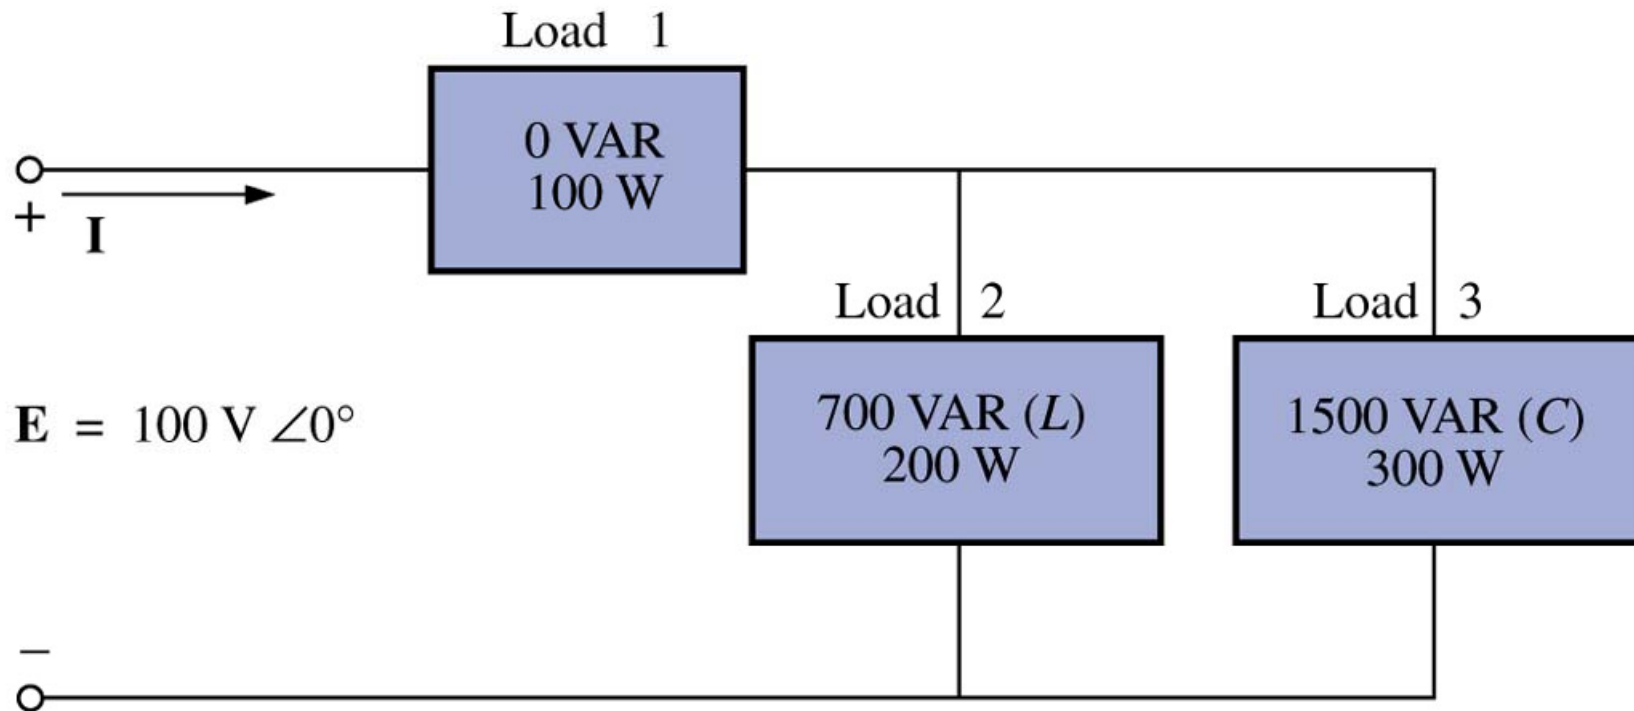 Load 1
0 VAR
100 W
+
I
Load 2
Load 3
E = 100 V ∠0°
700 VAR (L)
200 W
1500 VAR (C)
300 W
−